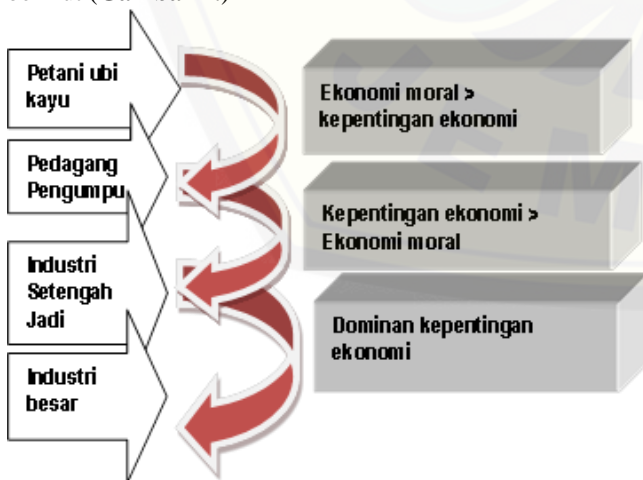 Petani ubi
kayu
Ekonomi moral >
kepentingan ekonomi
Pedagang
Pengumpu
Kepentingan ekonomi >
Ekonomi moral
Industri
Setengah
Jadi
Dominan kepentingan
ekonomi
Industri
besar